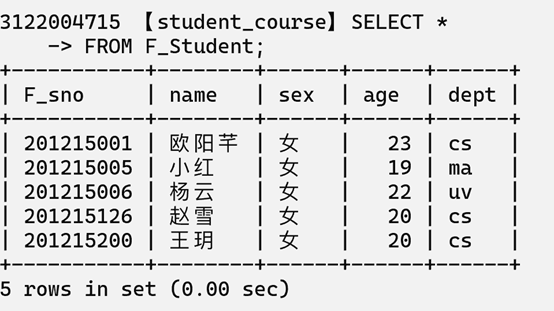 3122004715 【student_course】SELECT *
    -> FROM F_Student;
+-----------+--------+------+------+------+
| F_sno     | name   | sex  | age  | dept |
+-----------+--------+------+------+------+
| 201215001 | 欧阳芊 | 女   |   23 | cs   |
| 201215005 | 小红   | 女   |   19 | ma   |
| 201215006 | 杨云   | 女   |   22 | uv   |
| 201215126 | 赵雪   | 女   |   20 | cs   |
| 201215200 | 王玥   | 女   |   20 | cs   |
+-----------+--------+------+------+------+
5 rows in set (0.00 sec)